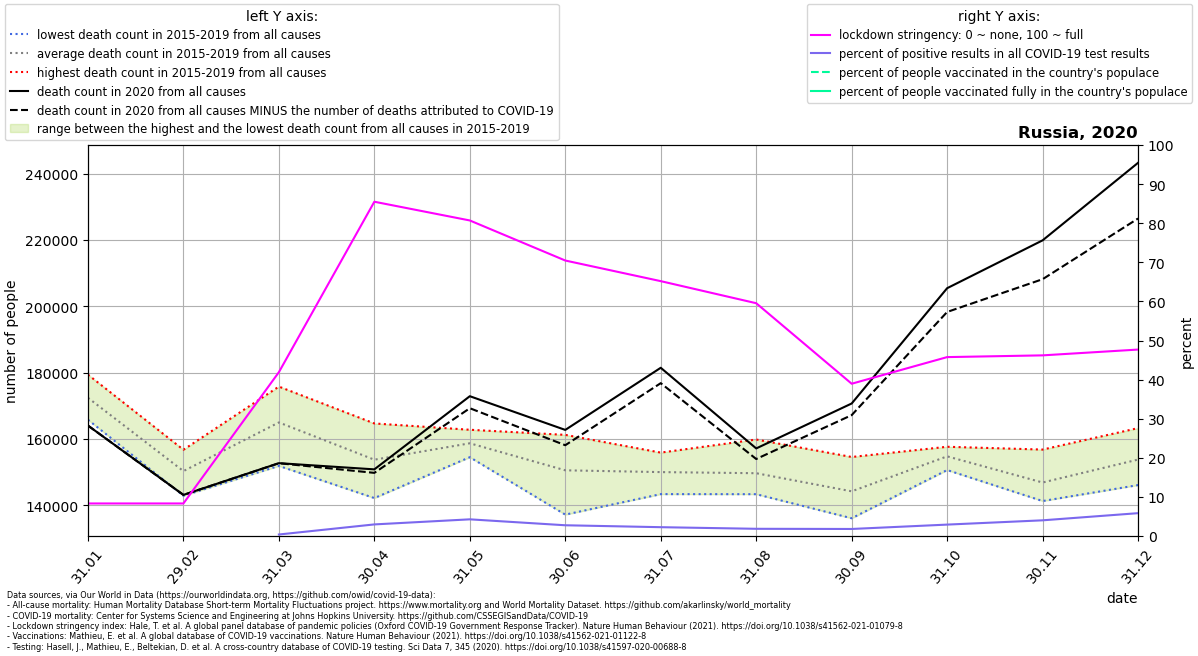 left Y axis:
lowest death count in 2015-2019 from all causes
average death count in 2015-2019 from all causes
highest death count in 2015-2019 from all causes
death count in 2020 from all causes
death count in 2020 from all causes MINUS the number of deaths attributed to COVID-19
range between the highest and the lowest death count from all causes in 2015-2019
right Y axis:
lockdown stringency: 0 ~ none, 100 ~ full
percent of positive results in all COVID-19 test results
percent of people vaccinated in the country's populace
percent of people vaccinated fully in the country's populace
Russia, 2020
number of people
240000
220000
200000
180000
160000
140000
100
90
80
70
60
50
40
30
20
10
0
percent
31.01
29.02
31.03
30.04
31.05
30.06
31.07
31.08
30.09
31.10
30.11
31.12
date
Data sources, via Our World in Data (https://ourworldindata.org, https://github.com/owid/covid-19-data):
- All-cause mortality: Human Mortality Database Short-term Mortality Fluctuations project. https://www.mortality.org and World Mortality Dataset. https://github.com/akarlinsky/world_mortality
- COVID-19 mortality: Center for Systems Science and Engineering at Johns Hopkins University. https://github.com/CSSEGISandData/COVID-19
- Lockdown stringency index: Hale, T. et al. A global panel database of pandemic policies (Oxford COVID-19 Government Response Tracker). Nature Human Behaviour (2021). https://doi.org/10.1038/s41562-021-01079-8
- Vaccinations: Mathieu, E. et al. A global database of COVID-19 vaccinations. Nature Human Behaviour (2021). https://doi.org/10.1038/s41562-021-01122-8
- Testing: Hasell, J., Mathieu, E., Beltekian, D. et al. A cross-country database of COVID-19 testing. Sci Data 7, 345 (2020). https://doi.org/10.1038/s41597-020-00688-8